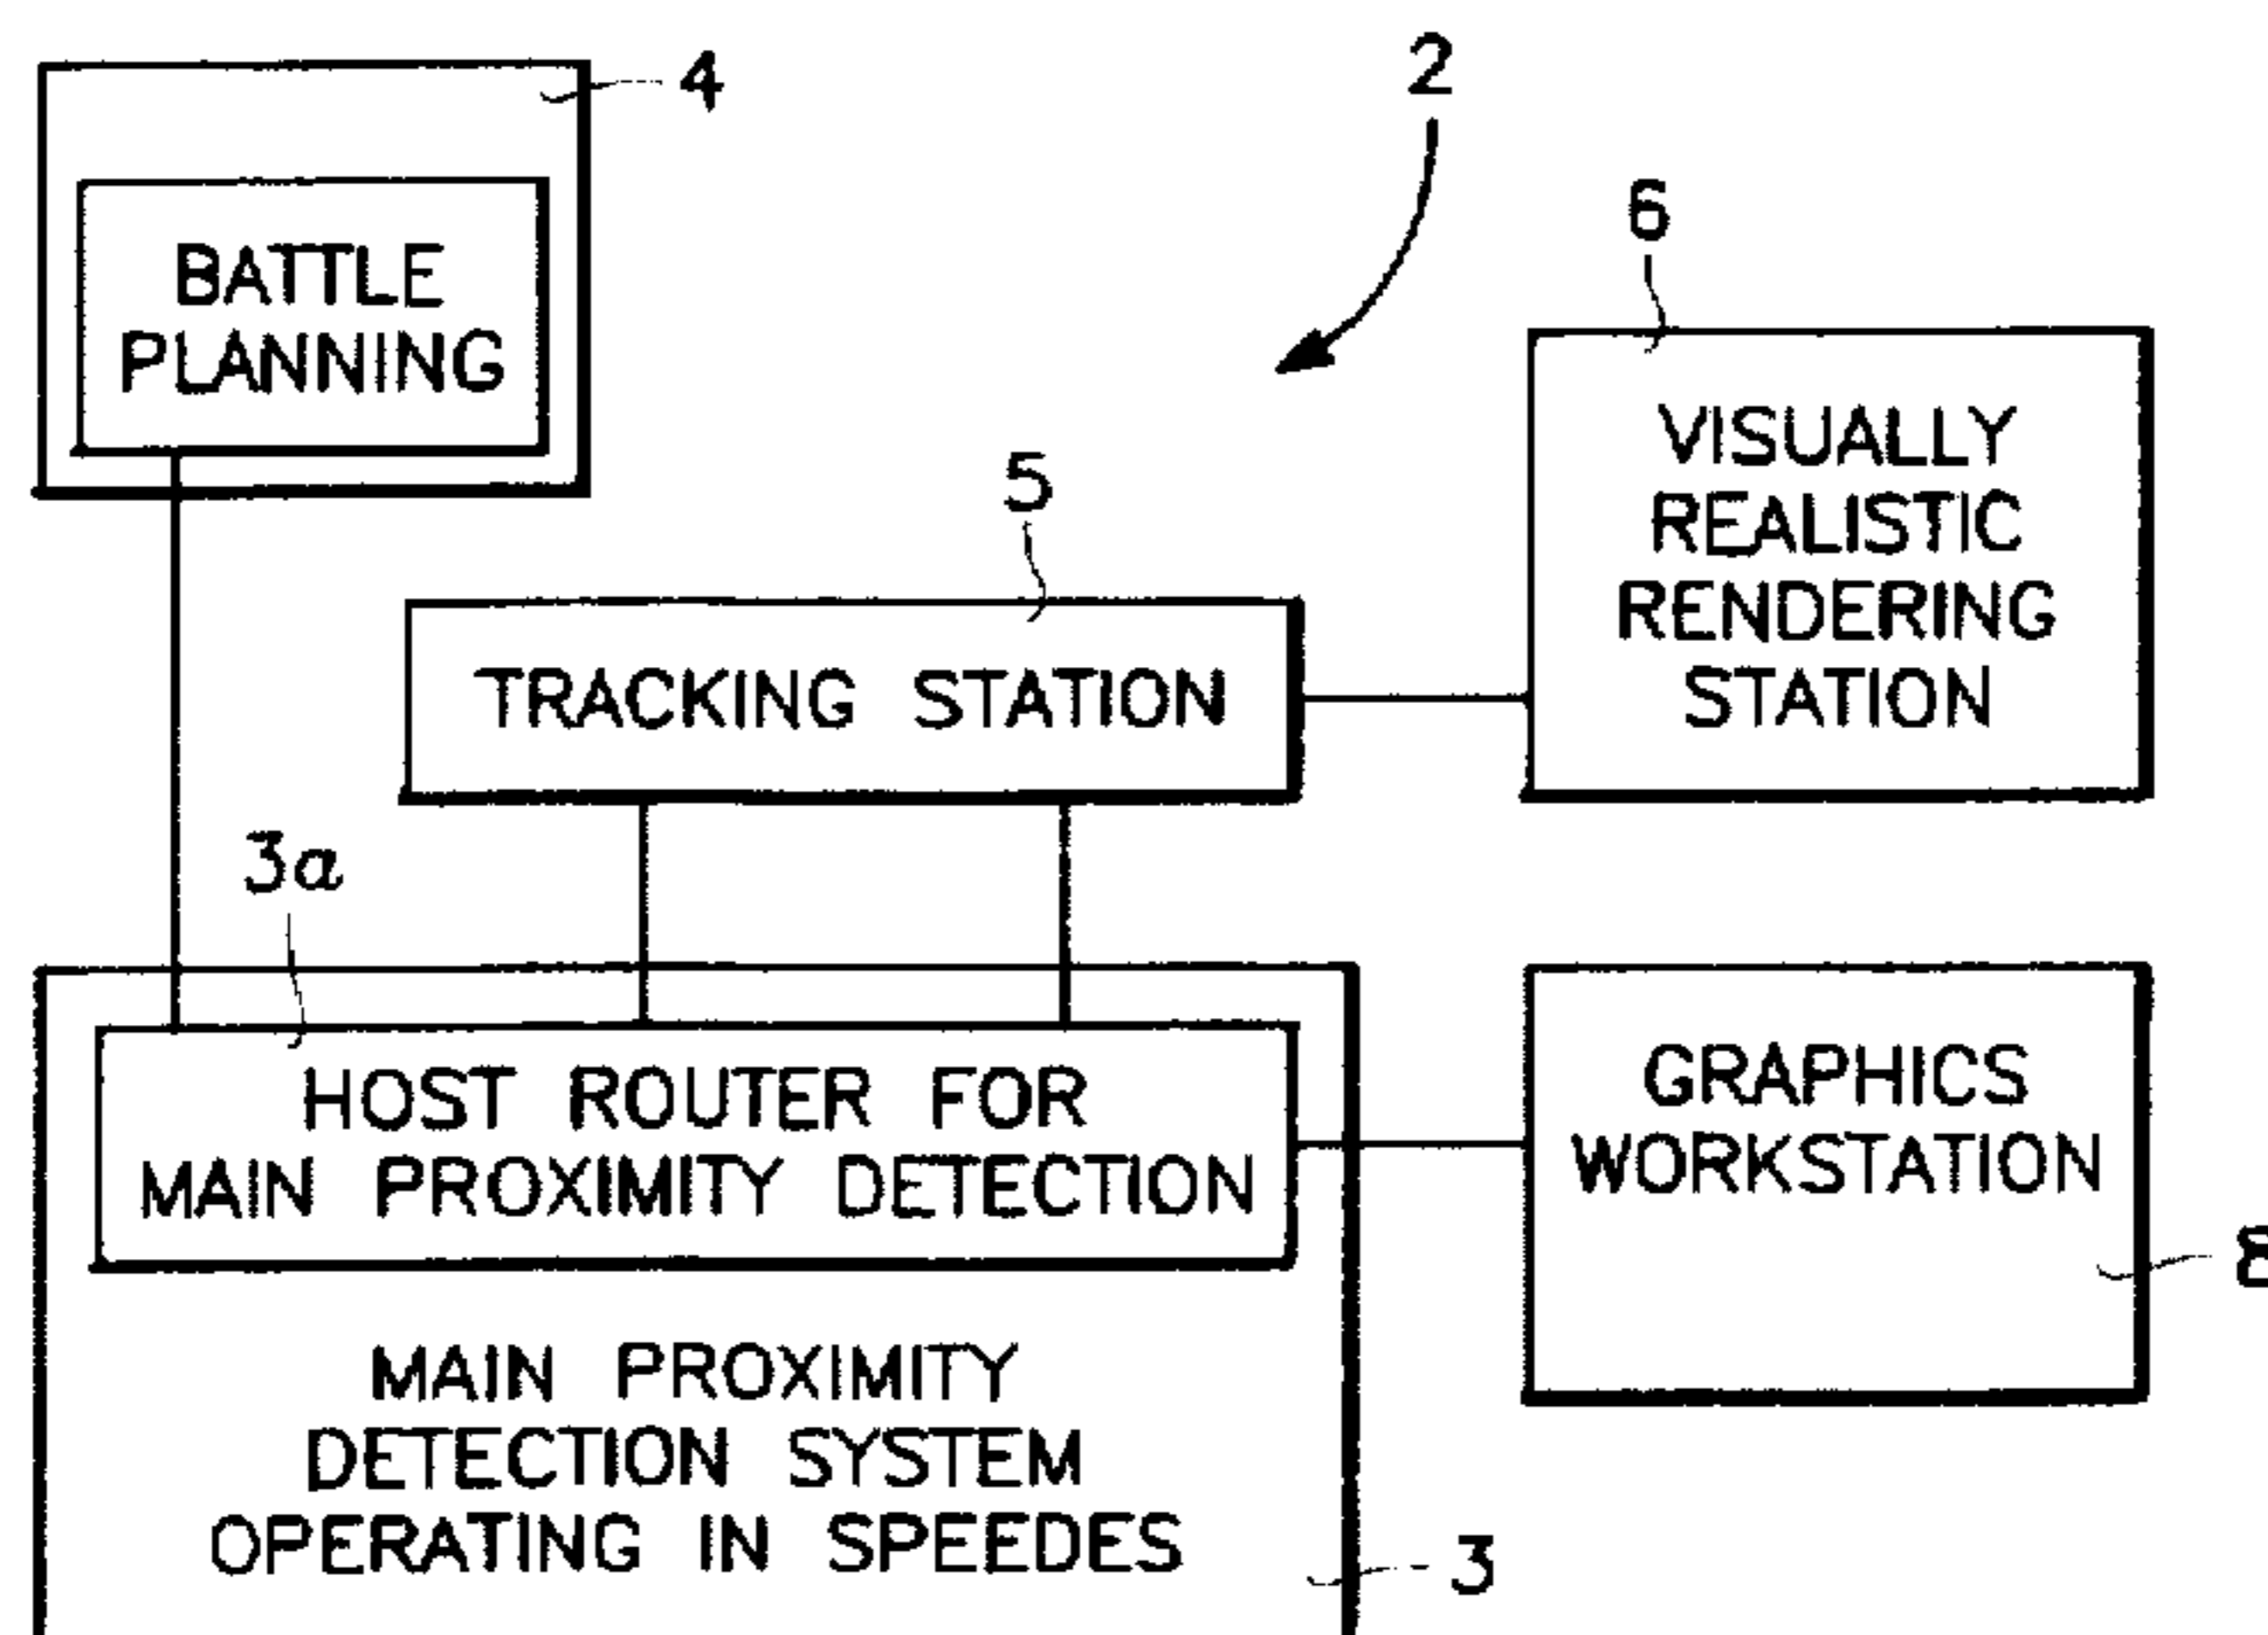 4
2
BATTLE
PLANNING
6
VISUALLY
REALISTIC
RENDERING
STATION
5
TRACKING STATION
3a
HOST ROUTER FOR
MAIN PROXIMITY DETECTION
GRAPHICS
WORKSTATION
8
MAIN PROXIMITY
DETECTION SYSTEM
OPERATING IN SPEEDES
3